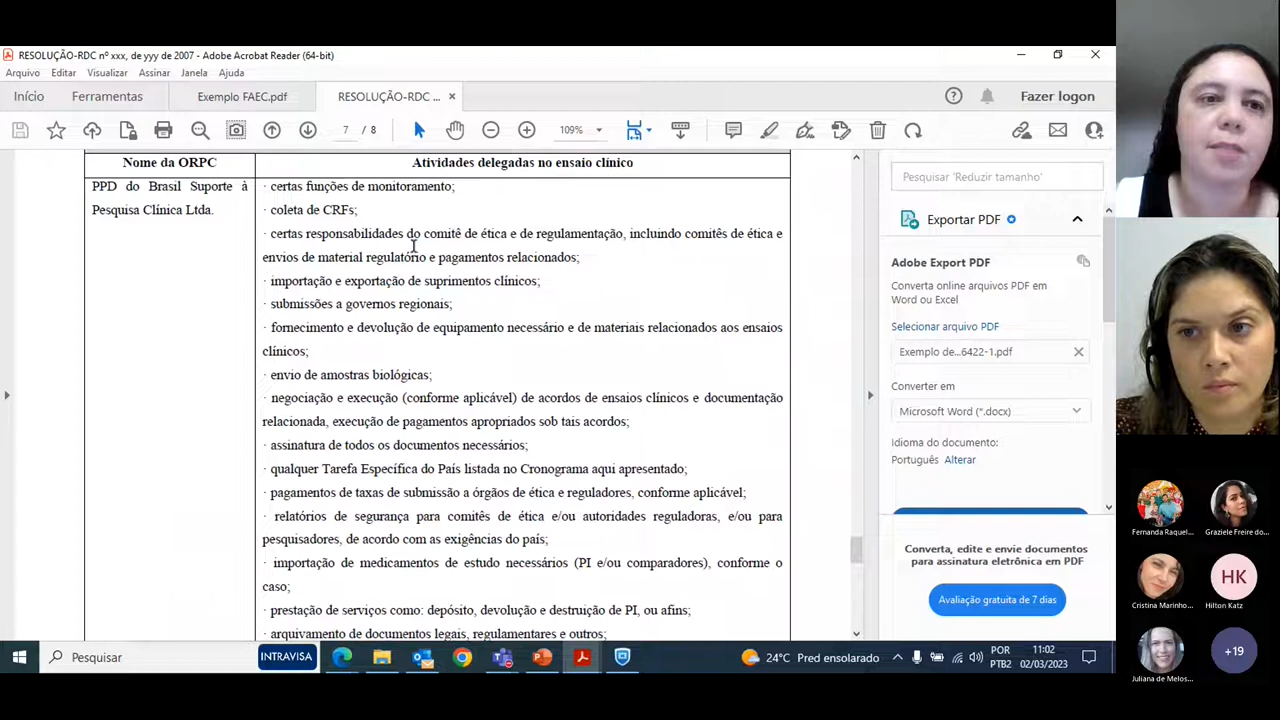 RESOLUÇÃO-RDC nº xxx, de yyy de 2007 - Adobe Acrobat Reader (64-bit)
Arquivo Editar Visualizar Assinar Janela Ajuda
Início Ferramentas Exemplo FAEC.pdf RESOLUÇÃO-RDC ... Fazer logon
7 / 8 109%
Nome da ORPC Atividades delegadas no ensaio clínico
PPD do Brasil Suporte à
Pesquisa Clínica Ltda.
· certas funções de monitoramento;
· coleta de CRFs;
· certas responsabilidades do comitê de ética e de regulamentação, incluindo comitês de ética e
envios de material regulatório e pagamentos relacionados;
· importação e exportação de suprimentos clínicos;
· submissões a governos regionais;
· fornecimento e devolução de equipamento necessário e de materiais relacionados aos ensaios
clínicos;
· envio de amostras biológicas;
· negociação e execução (conforme aplicável) de acordos de ensaios clínicos e documentação
relacionada, execução de pagamentos apropriados sob tais acordos;
· assinatura de todos os documentos necessários;
· qualquer Tarefa Específica do País listada no Cronograma aqui apresentado;
· pagamentos de taxas de submissão a órgãos de ética e reguladores, conforme aplicável;
· relatórios de segurança para comitês de ética e/ou autoridades reguladoras, e/ou para
pesquisadores, de acordo com as exigências do país;
· importação de medicamentos de estudo necessários (PI e/ou comparadores), conforme o
caso;
· prestação de serviços como: depósito, devolução e destruição de PI, ou afins;
· arquivamento de documentos legais, regulamentares e outros;
Pesquisar 'Reduzir tamanho'
Exportar PDF
Adobe Export PDF
Converta online arquivos PDF em
Word ou Excel
Selecionar arquivo PDF
Exemplo de...6422-1.pdf
Converter em
Microsoft Word (*.docx)
Idioma do documento:
Português Alterar
Converta, edite e envie documentos
para assinatura eletrônica em PDF
Avaliação gratuita de 7 dias
Fernanda Raquel... Graziele Freire do...
HK
Cristina Marinho... Hilton Katz
+19
Juliana de Melos...
Pesquisar
INTRAVISA
24°C Pred ensolarado
POR
PTB2
11:02
02/03/2023